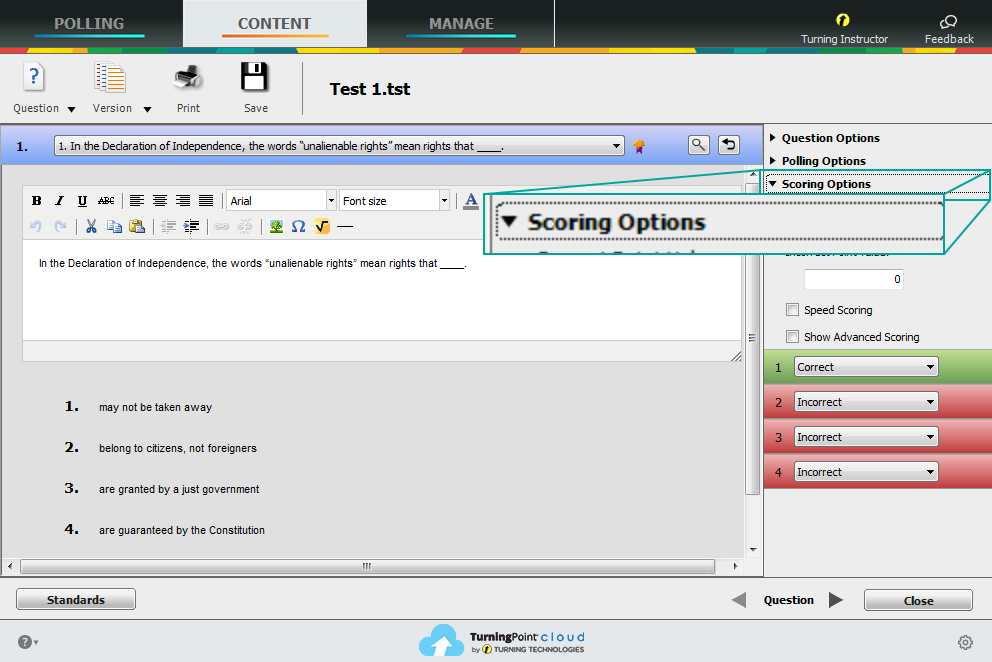 POLLING
CONTENT
MANAGE
Turning Instructor
Feedback
Question
Version
Print
Save
Test 1.tst
1.
1. In the Declaration of Independence, the words “unalienable rights” mean rights that ____.
Question Options
Polling Options
Scoring Options
B I U ABC
Arial
Font size
A
Scoring Options
In the Declaration of Independence, the words “unalienable rights” mean rights that ____.
0
Speed Scoring
Show Advanced Scoring
1 Correct
2 Incorrect
3 Incorrect
4 Incorrect
1. may not be taken away
2. belong to citizens, not foreigners
3. are granted by a just government
4. are guaranteed by the Constitution
Standards
Question
Close
TurningPoint cloud
by TURNING TECHNOLOGIES